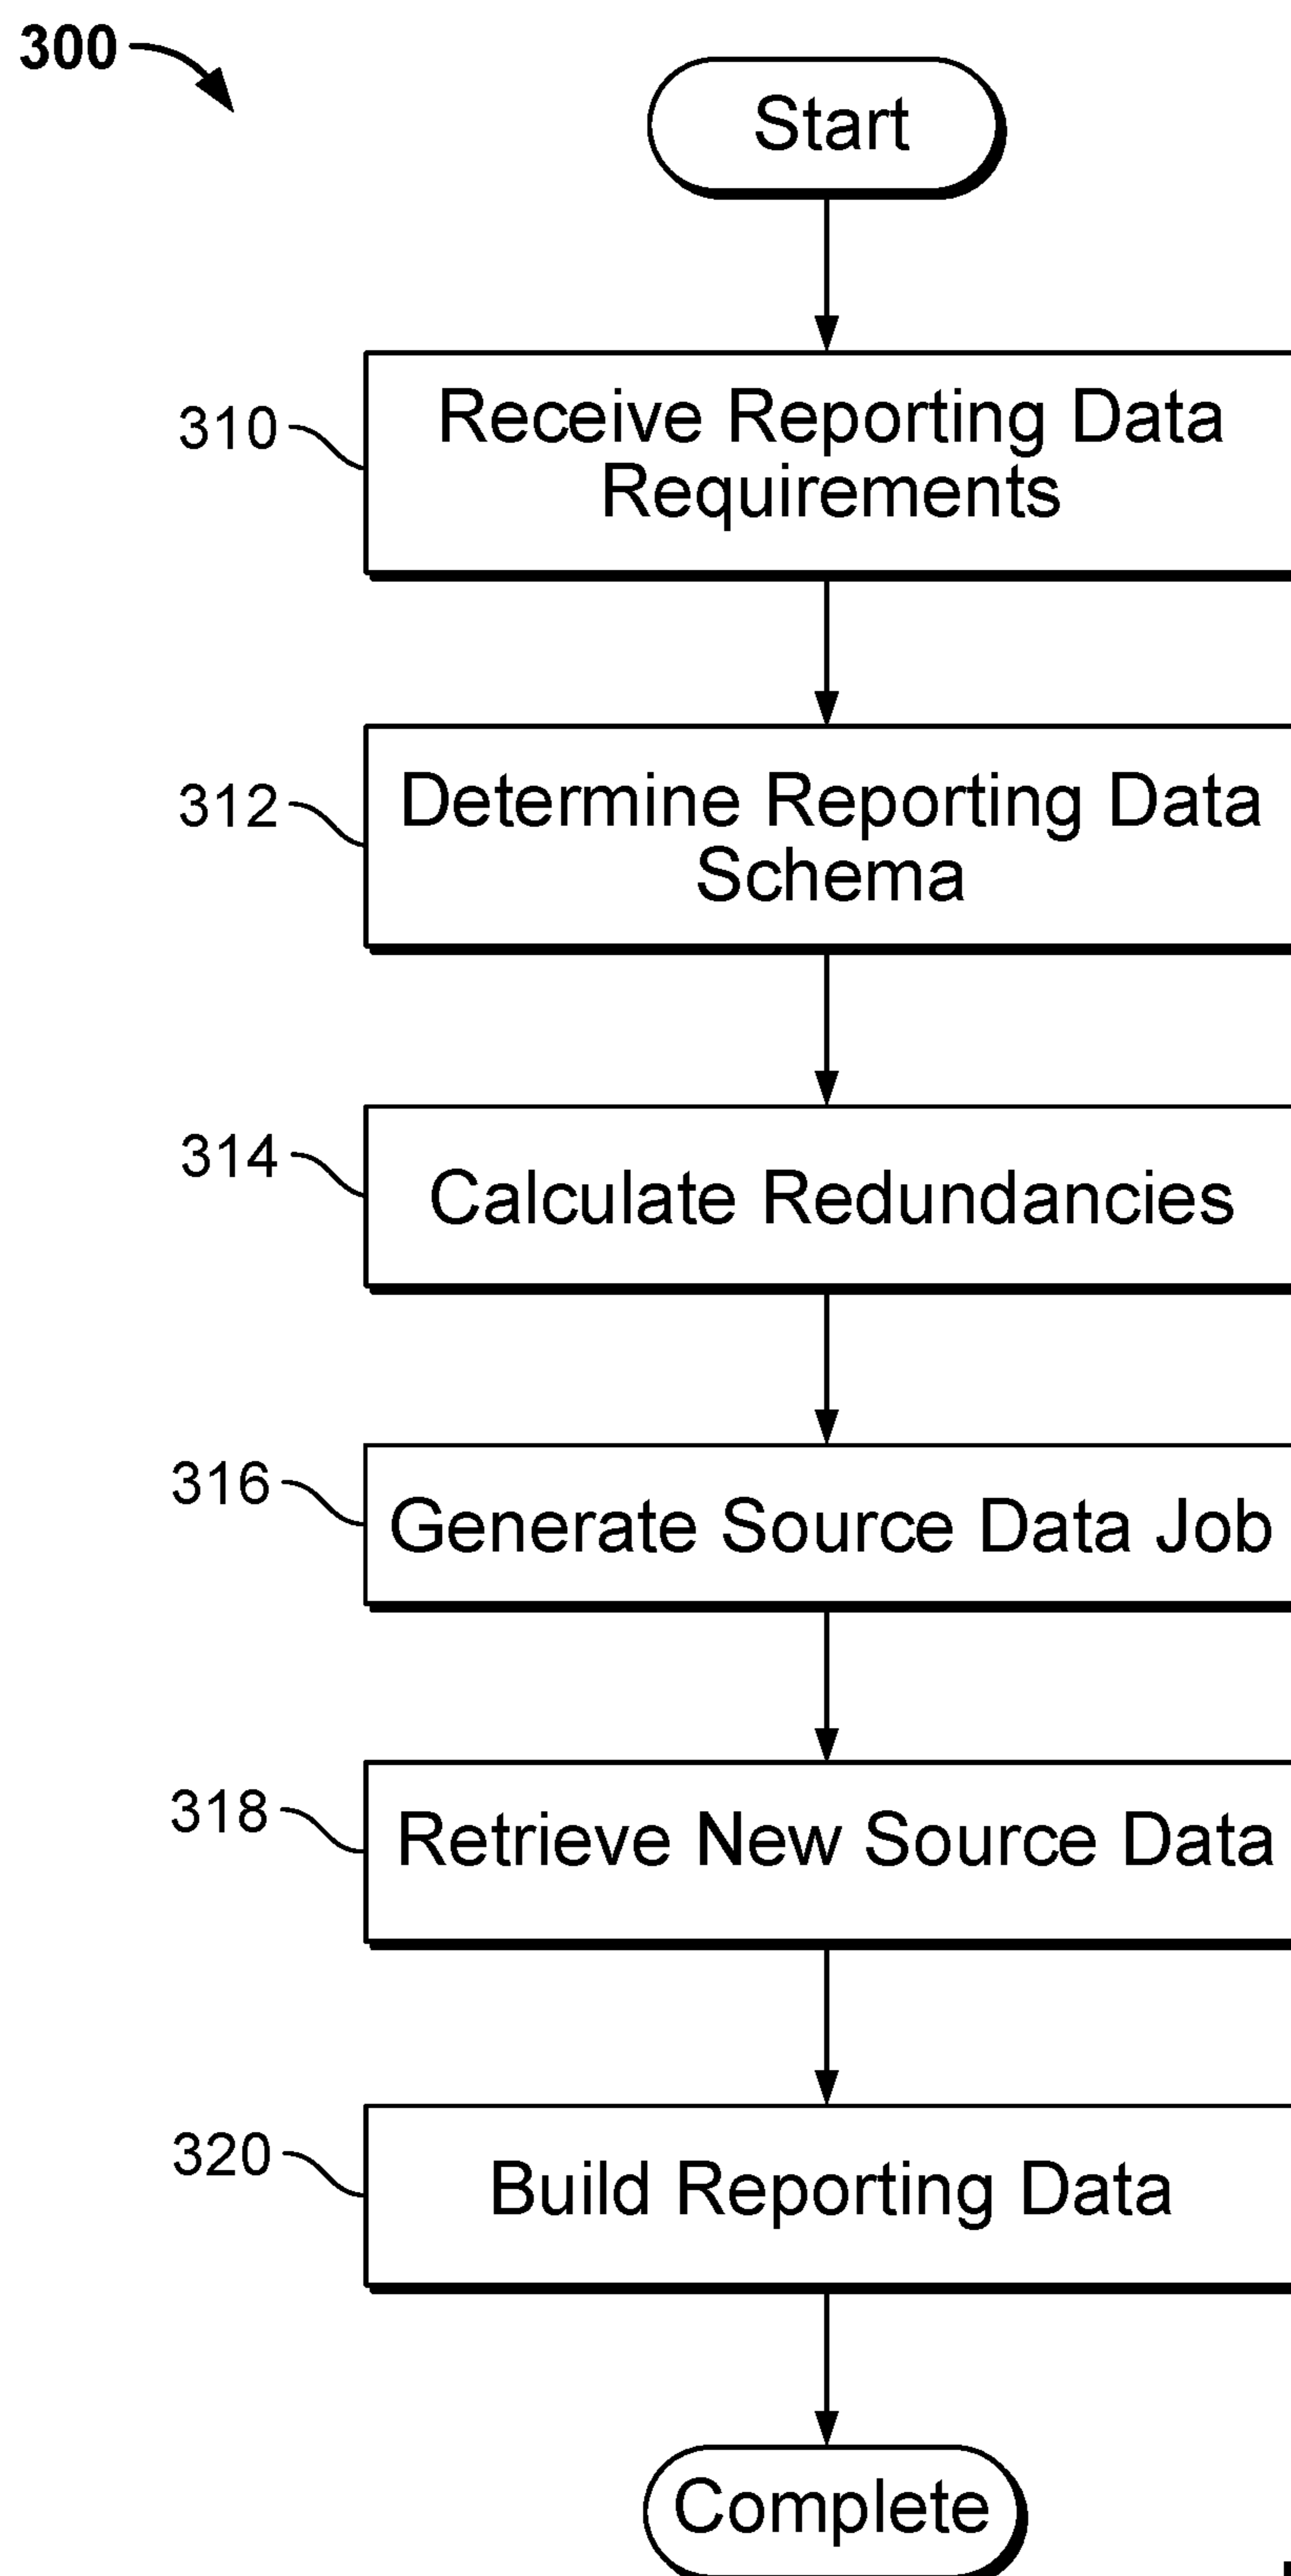 300
Start
310
Receive Reporting Data
Requirements
312
Determine Reporting Data
Schema
314
Calculate Redundancies
316
Generate Source Data Job
318
Retrieve New Source Data
320
Build Reporting Data
Complete